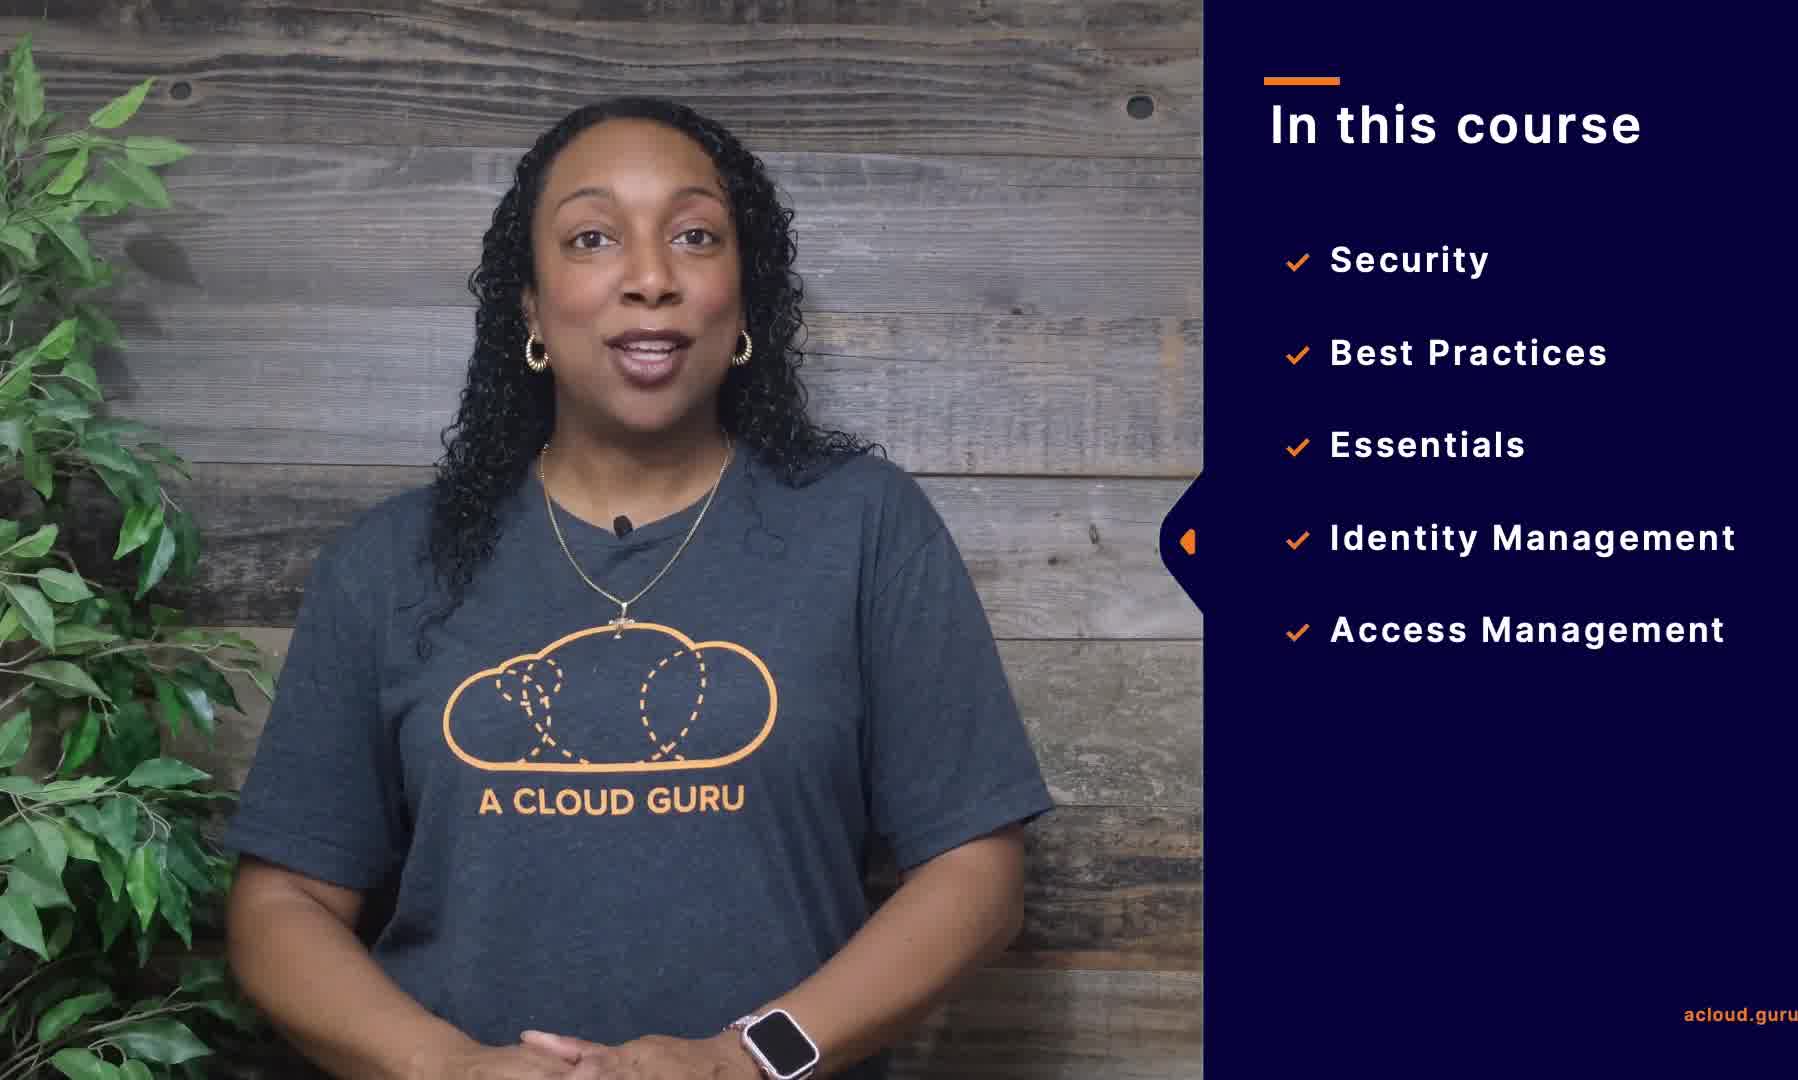 In this course
Security
Best Practices
Essentials
Identity Management
Access Management
A CLOUD GURU
acloud.guru